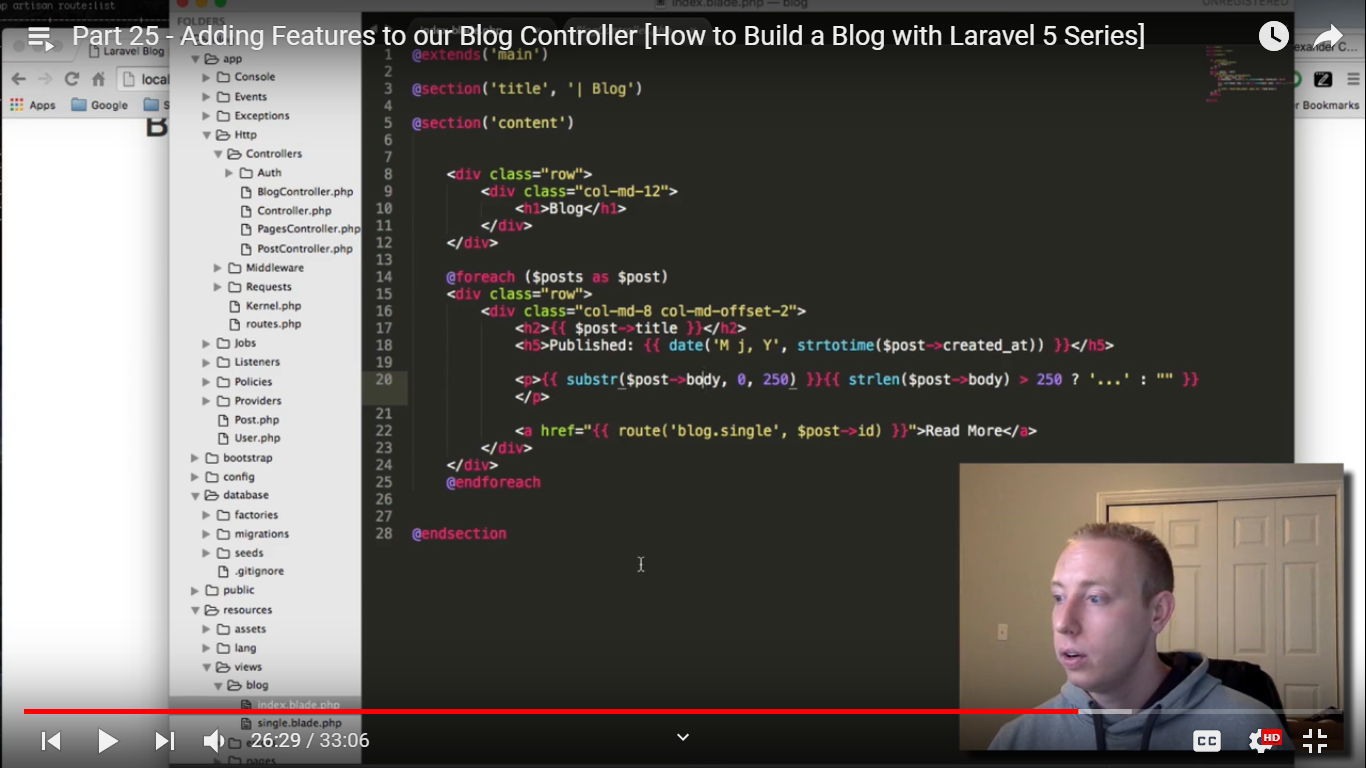 p artisan route:list
index.blade.php — blog
UNREGISTERED
FOLDERS
Part 25 - Adding Features to our Blog Controller [How to Build a Blog with Laravel 5 Series]
Laravel Blog
local
Apps
Google
S
Bookmarks
B
app
Console
Events
Exceptions
Http
Controllers
Auth
BlogController.php
Controller.php
PagesController.php
PostController.php
Middleware
Requests
Kernel.php
routes.php
Jobs
Listeners
Policies
Providers
Post.php
User.php
bootstrap
config
database
factories
migrations
seeds
.gitignore
public
resources
assets
lang
views
blog
index.blade.php
single.blade.php
pages
1 @extends('main')
2
3 @section('title', '| Blog')
4
5 @section('content')
6
7
8 <div class="row">
9 <div class="col-md-12">
10 <h1>Blog</h1>
11 </div>
12 </div>
13
14 @foreach ($posts as $post)
15 <div class="row">
16 <div class="col-md-8 col-md-offset-2">
17 <h2>{{ $post->title }}</h2>
18 <h5>Published: {{ date('M j, Y', strtotime($post->created_at)) }}</h5>
19
20 <p>{{ substr($post->body, 0, 250) }}{{ strlen($post->body) > 250 ? '...' : "" }}
</p>
21
22 <a href="{{ route('blog.single', $post->id) }}">Read More</a>
23 </div>
24 </div>
25 @endforeach
26
27
28 @endsection
26:29 / 33:06
CC
HD